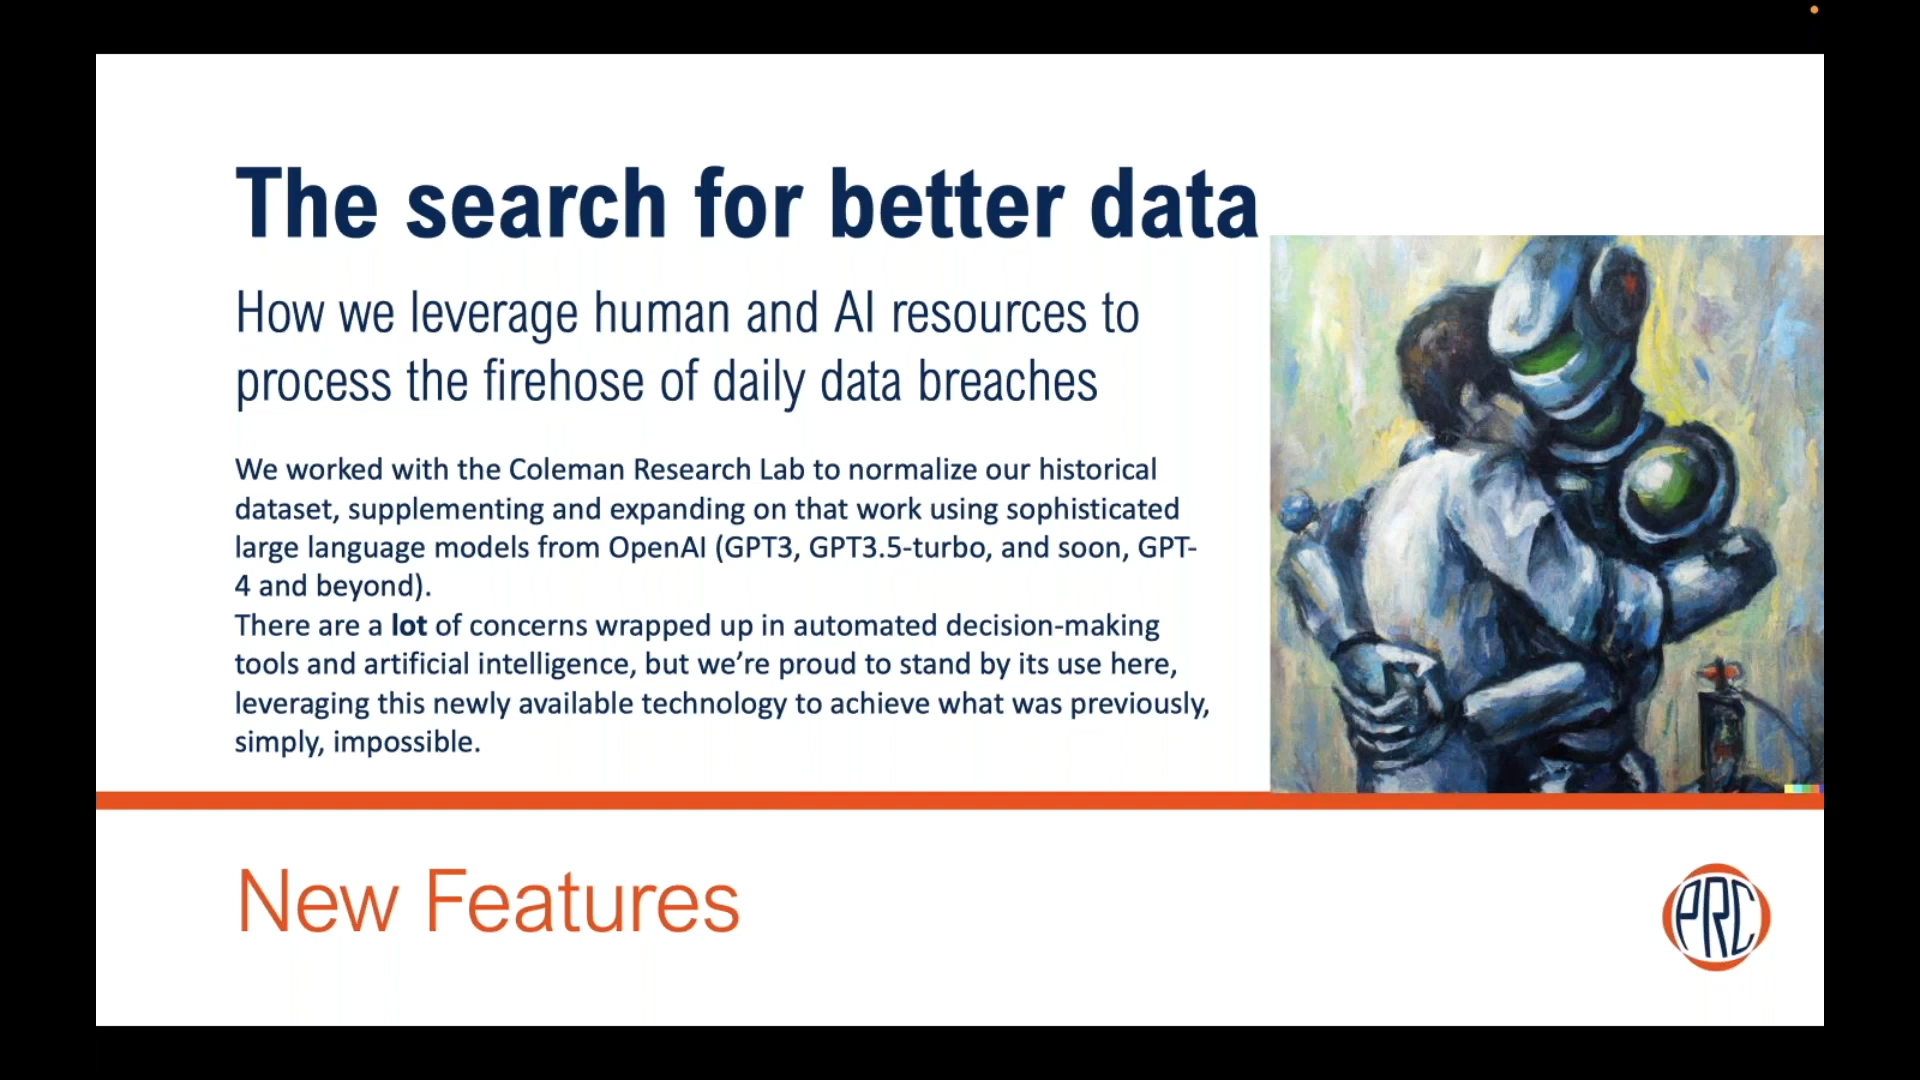 The search for better data
How we leverage human and AI resources to
process the firehose of daily data breaches
We worked with the Coleman Research Lab to normalize our historical
dataset, supplementing and expanding on that work using sophisticated
large language models from OpenAI (GPT3, GPT3.5-turbo, and soon, GPT-
4 and beyond).
There are a lot of concerns wrapped up in automated decision-making
tools and artificial intelligence, but we’re proud to stand by its use here,
leveraging this newly available technology to achieve what was previously,
simply, impossible.
New Features
PRC